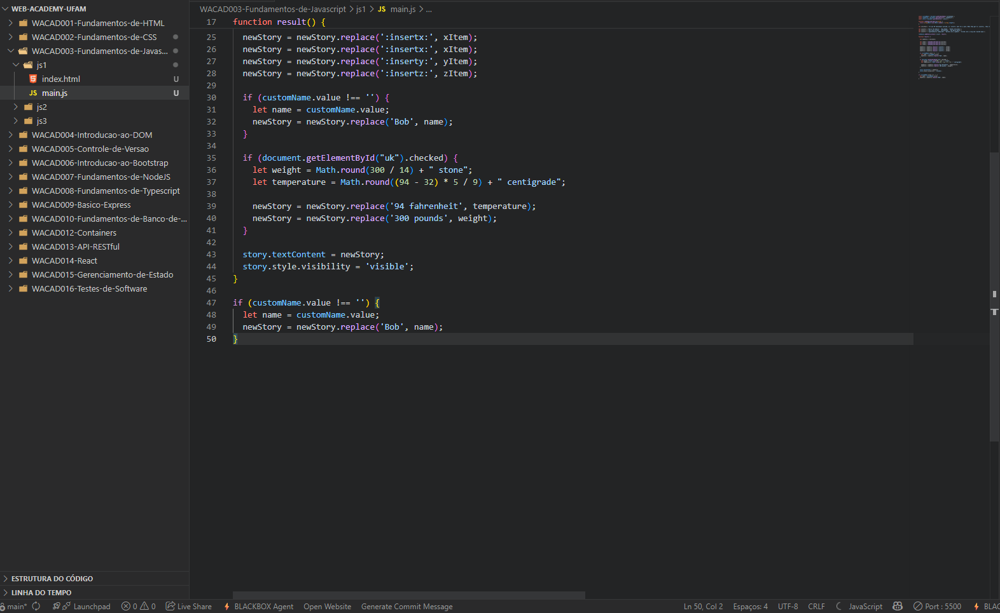 WEB-ACADEMY-UFAM
WACAD001-Fundamentos-de-HTML
WACAD002-Fundamentos-de-CSS
WACAD003-Fundamentos-de-Javas...
js1
index.html U
JS main.js U
js2
js3
WACAD004-Introducao-ao-DOM
WACAD005-Controle-de-Versao
WACAD006-Introducao-ao-Bootstrap
WACAD007-Fundamentos-de-NodeJS
WACAD008-Fundamentos-de-Typescript
WACAD009-Basico-Express
WACAD010-Fundamentos-de-Banco-de-...
WACAD012-Containers
WACAD013-API-RESTful
WACAD014-React
WACAD015-Gerenciamento-de-Estado
WACAD016-Testes-de-Software
ESTRUTURA DO CÓDIGO
LINHA DO TEMPO
WACAD003-Fundamentos-de-Javascript > js1 > JS main.js > ...
17 function result() {
25 newStory = newStory.replace(':insertx:', xItem);
26 newStory = newStory.replace(':insertx:', xItem);
27 newStory = newStory.replace(':inserty:', yItem);
28 newStory = newStory.replace(':insertz:', zItem);
29
30 if (customName.value !== '') {
31 let name = customName.value;
32 newStory = newStory.replace('Bob', name);
33 }
34
35 if (document.getElementById("uk").checked) {
36 let weight = Math.round(300 / 14) + " stone";
37 let temperature = Math.round((94 - 32) * 5 / 9) + " centigrade";
38
39 newStory = newStory.replace('94 fahrenheit', temperature);
40 newStory = newStory.replace('300 pounds', weight);
41 }
42
43 story.textContent = newStory;
44 story.style.visibility = 'visible';
45 }
46
47 if (customName.value !== '') {
48 let name = customName.value;
49 newStory = newStory.replace('Bob', name);
50 }
main* Launchpad 0 0 Live Share BLACKBOX Agent Open Website Generate Commit Message Ln 50, Col 2 Espaços: 4 UTF-8 CRLF JavaScript Port : 5500 BLAC